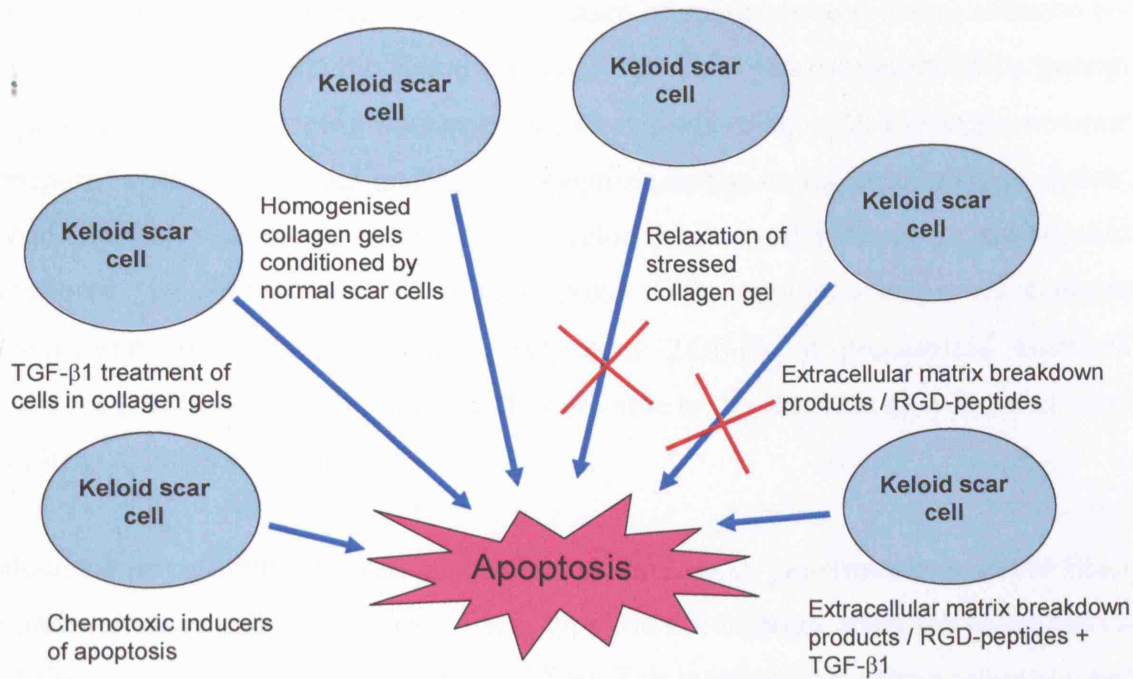 Keloid scar
cell
Keloid scar
cell
Keloid scar
cell
Homogenised
collagen gels
conditioned by
normal scar cells
Relaxation of
stressed
collagen gel
Keloid scar
cell
TGF-β1 treatment of
cells in collagen gels
Extracellular matrix breakdown
products / RGD-peptides
Keloid scar
cell
Keloid scar
cell
Apoptosis
Chemotoxic inducers
of apoptosis
Extracellular matrix breakdown
products / RGD-peptides +
TGF-β1